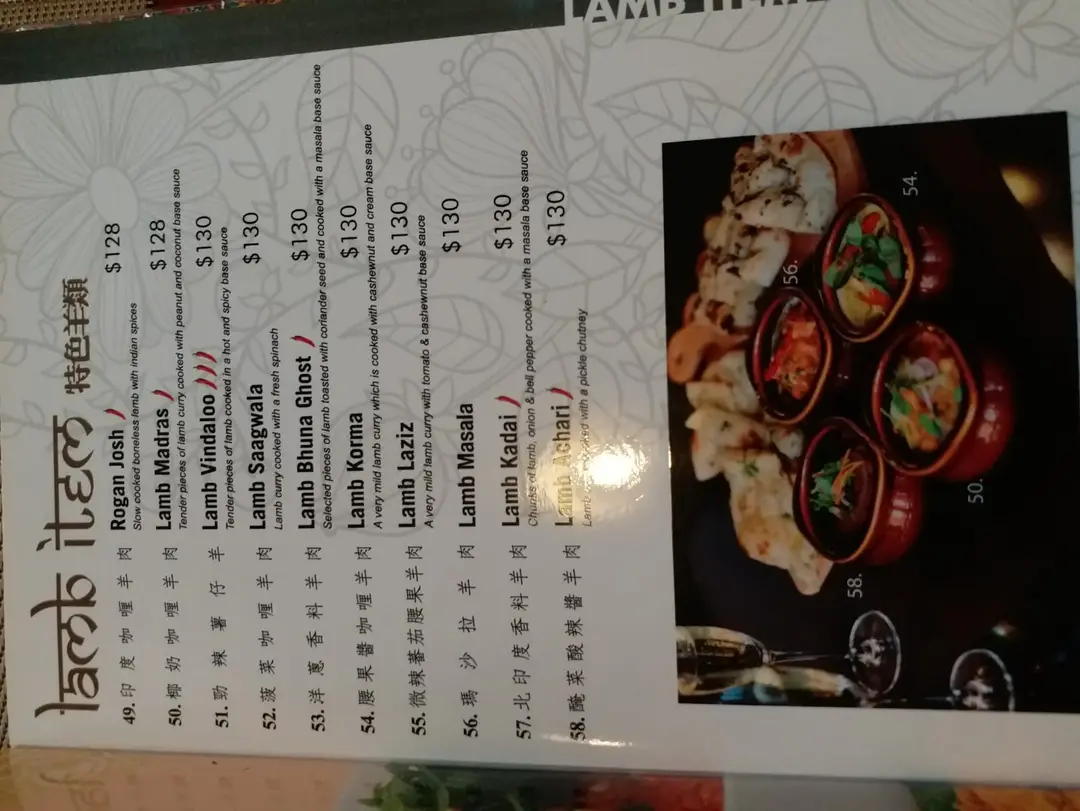 LAMB ITEM
lamb item 特色羊類
49. 印度咖喱羊肉 Rogan Josh $128
Slow cooked boneless lamb with indian spices
50. 椰奶咖喱羊肉 Lamb Madras $128
Tender pieces of lamb curry cooked with peanut and coconut base sauce
51. 勁辣薯仔羊 Lamb Vindaloo $130
Tender pieces of lamb cooked in a hot and spicy base sauce
52. 菠菜咖喱羊肉 Lamb Saagwala $130
Lamb curry cooked with a fresh spinach
53. 洋蔥香料羊肉 Lamb Bhuna Ghost $130
Selected pieces of lamb toasted with coriander seed and cooked with a masala base sauce
54. 腰果醬咖喱羊肉 Lamb Korma $130
A very mild lamb curry which is cooked with cashewnut and cream base sauce
55. 微辣蕃茄腰果羊肉 Lamb Laziz $130
A very mild lamb curry with tomato & cashewnut base sauce
56. 瑪沙拉羊肉 Lamb Masala $130
57. 北印度香料羊肉 Lamb Kadai $130
Chunks of lamb, onion & bell pepper cooked with a masala base sauce
58. 醃菜酸辣醬羊肉 Lamb Achari $130
Lamb cooked with a pickle chutney
54.
56.
50.
58.